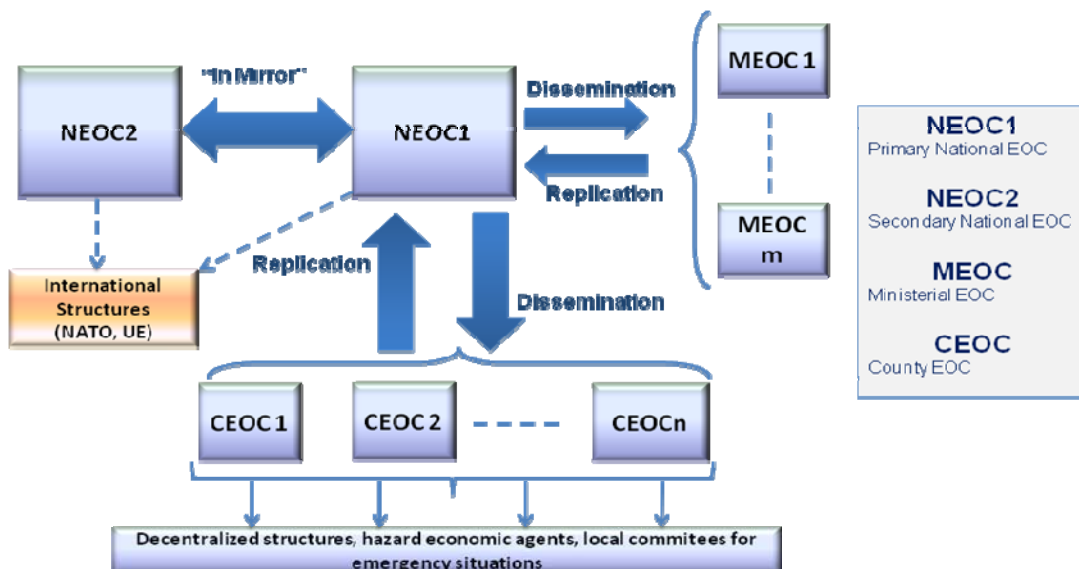 "In Mirror"
NEOC2
NEOC1
Dissemination
Replication
MEOC 1
MEOC
m
International
Structures
(NATO, UE)
Replication
Dissemination
CEOC 1
CEOC 2
CEOCn
Decentralized structures, hazard economic agents, local commitees for
emergency situations
NEOC1
Primary National EOC
NEOC2
Secondary National EOC
MEOC
Ministerial EOC
CEOC
County EOC